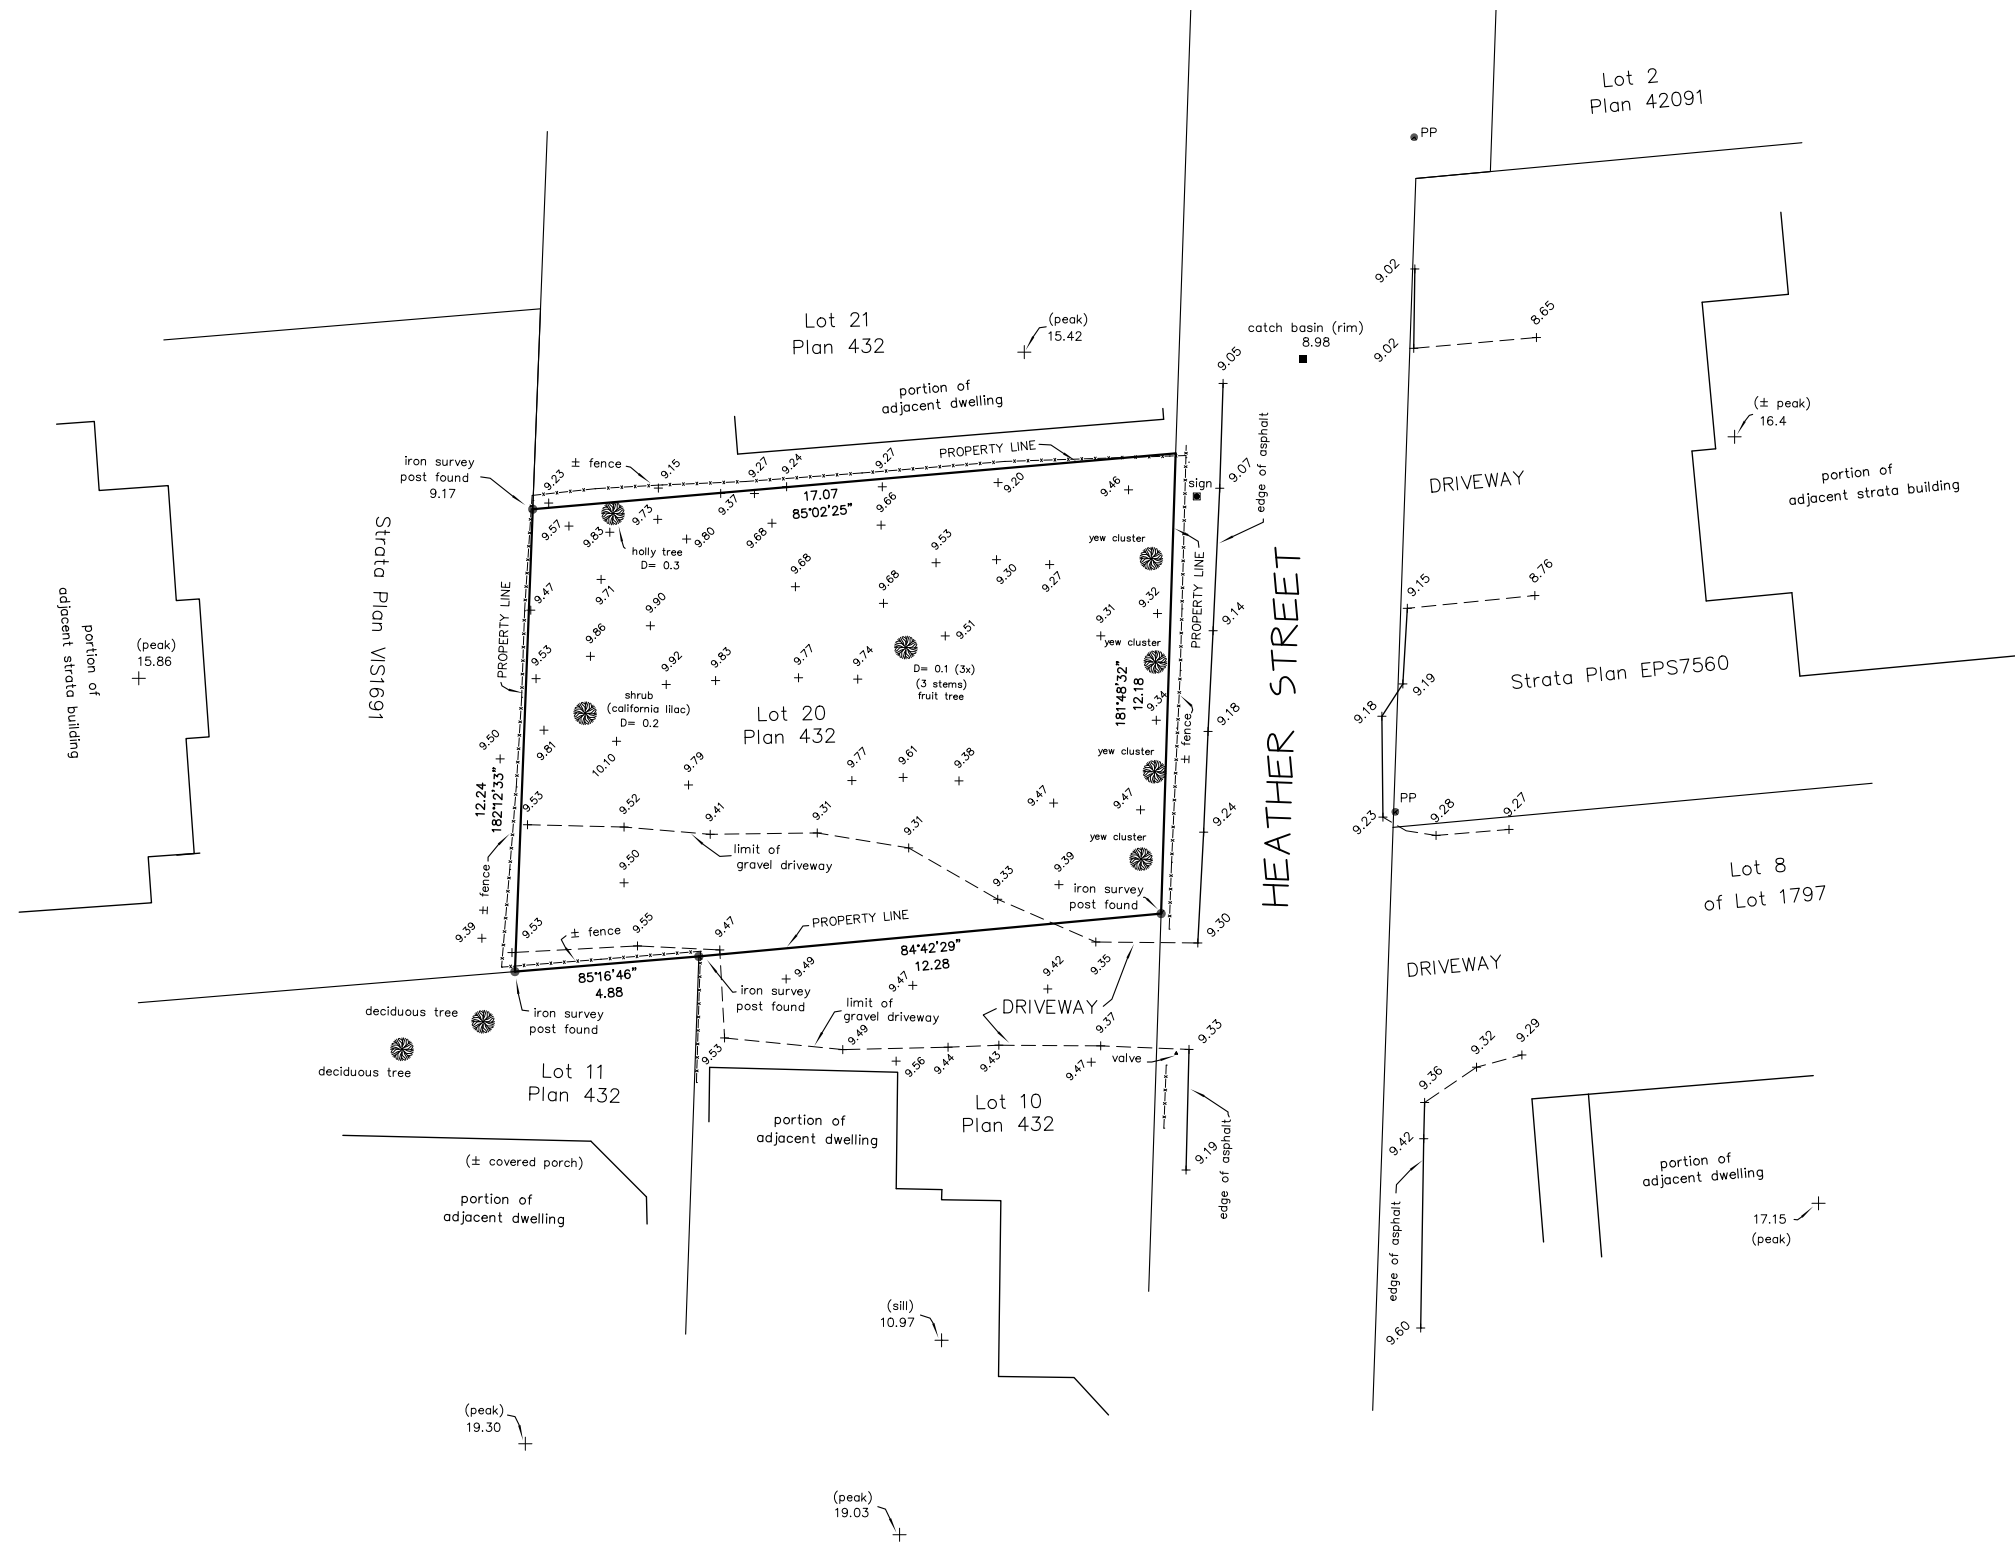 Lot 2
Plan 42091
PP
9.02
9.02
8.65
catch basin (rim)
8.98
Lot 21
Plan 432
(peak)
15.42
portion of
adjacent dwelling
9.05
edge of asphalt
9.07
sign
(± peak)
16.4
portion of
adjacent strata building
DRIVEWAY
iron survey
post found
9.17
± fence
PROPERTY LINE
9.23
9.15
9.27
9.24
9.27
9.37
17.07
85°02'25"
9.20
9.46
9.57
9.83
9.73
9.80
9.68
9.66
holly tree
D= 0.3
9.53
9.30
9.27
yew cluster
9.47
9.71
9.90
9.68
9.68
9.31
9.32
PROPERTY LINE
PROPERTY LINE
9.14
HEATHER STREET
9.15
8.76
9.53
9.86
9.92
9.83
9.77
9.74
9.51
D= 0.1 (3x)
(3 stems)
fruit tree
yew cluster
181°48'32"
12.18
9.34
± fence
9.18
9.19
9.18
Strata Plan EPS7560
Strata Plan VIS1691
portion of
adjacent strata building
(peak)
15.86
shrub
(california lilac)
D= 0.2
Lot 20
Plan 432
9.50
9.81
10.10
9.79
9.77
9.61
9.38
yew cluster
12.24
182°12'33"
9.53
9.52
9.41
9.31
9.31
9.47
9.47
9.24
yew cluster
limit of
gravel driveway
PP
9.23
9.28
9.27
Lot 8
of Lot 1797
± fence
9.50
9.33
9.39
iron survey
post found
9.39
9.53
± fence
9.55
9.47
PROPERTY LINE
84°42'29"
12.28
9.30
85°16'46"
4.88
9.49
9.47
9.42
9.35
DRIVEWAY
DRIVEWAY
iron survey
post found
iron survey
post found
limit of
gravel driveway
deciduous tree
deciduous tree
9.53
9.49
9.56
9.44
9.43
9.37
9.47
valve
9.33
Lot 11
Plan 432
Lot 10
Plan 432
portion of
adjacent dwelling
9.19
edge of asphalt
(± covered porch)
portion of
adjacent dwelling
9.36
9.32
9.29
9.42
edge of asphalt
9.60
portion of
adjacent dwelling
17.15
(peak)
(sill)
10.97
(peak)
19.30
(peak)
19.03